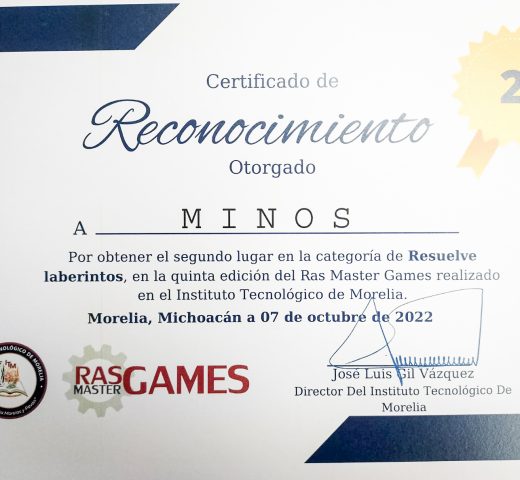 2
Certificado de
Reconocimiento
Otorgado
A MINOS
Por obtener el segundo lugar en la categoría de Resuelve
laberintos, en la quinta edición del Ras Master Games realizado
en el Instituto Tecnológico de Morelia.
Morelia, Michoacán a 07 de octubre de 2022
RAS
MASTER
GAMES
José Luis Gil Vázquez
Director Del Instituto Tecnológico De
Morelia